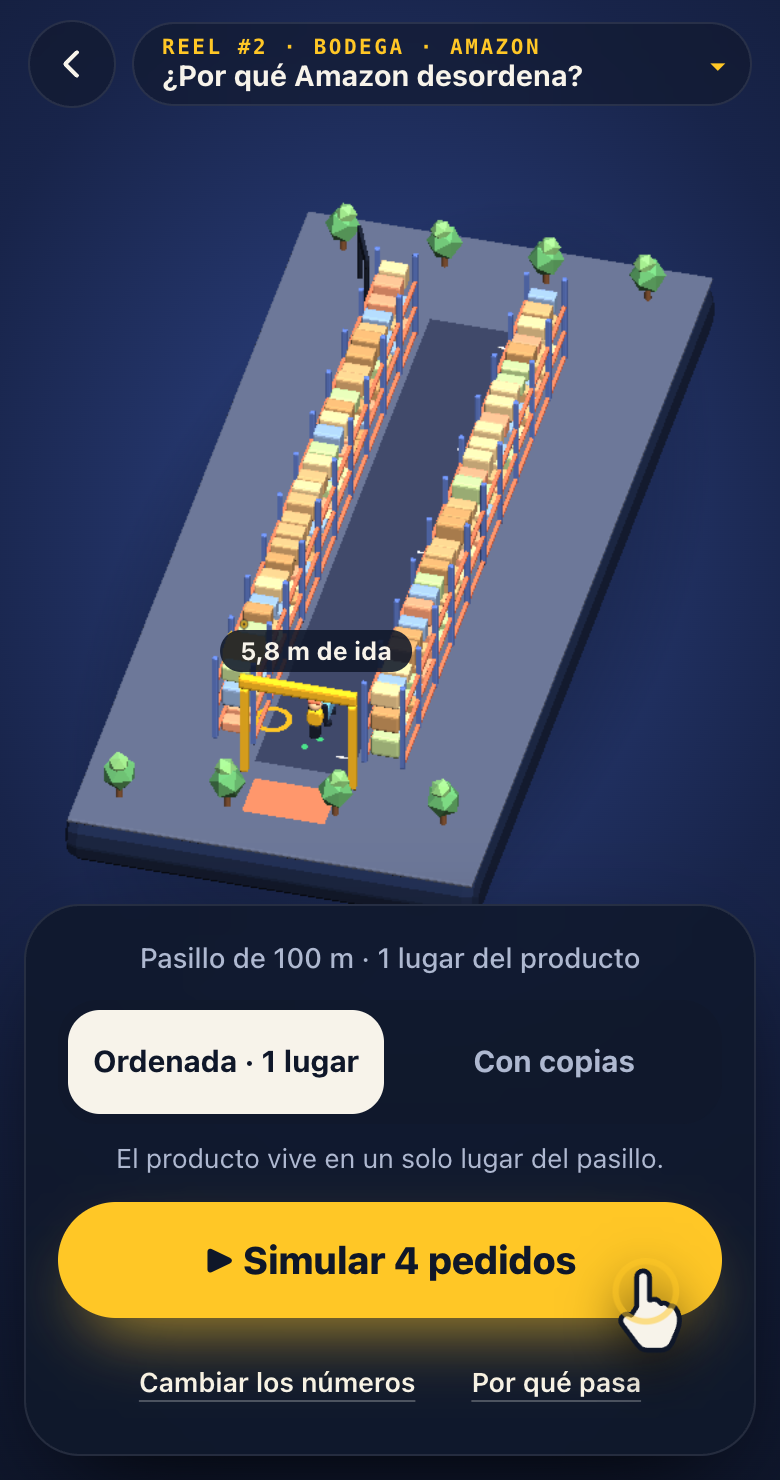 REEL #2 · BODEGA · AMAZON
¿Por qué Amazon desordena?
5,8 m de ida
Pasillo de 100 m · 1 lugar del producto
Ordenada · 1 lugar
Con copias
El producto vive en un solo lugar del pasillo.
Simular 4 pedidos
Cambiar los números
Por qué pasa